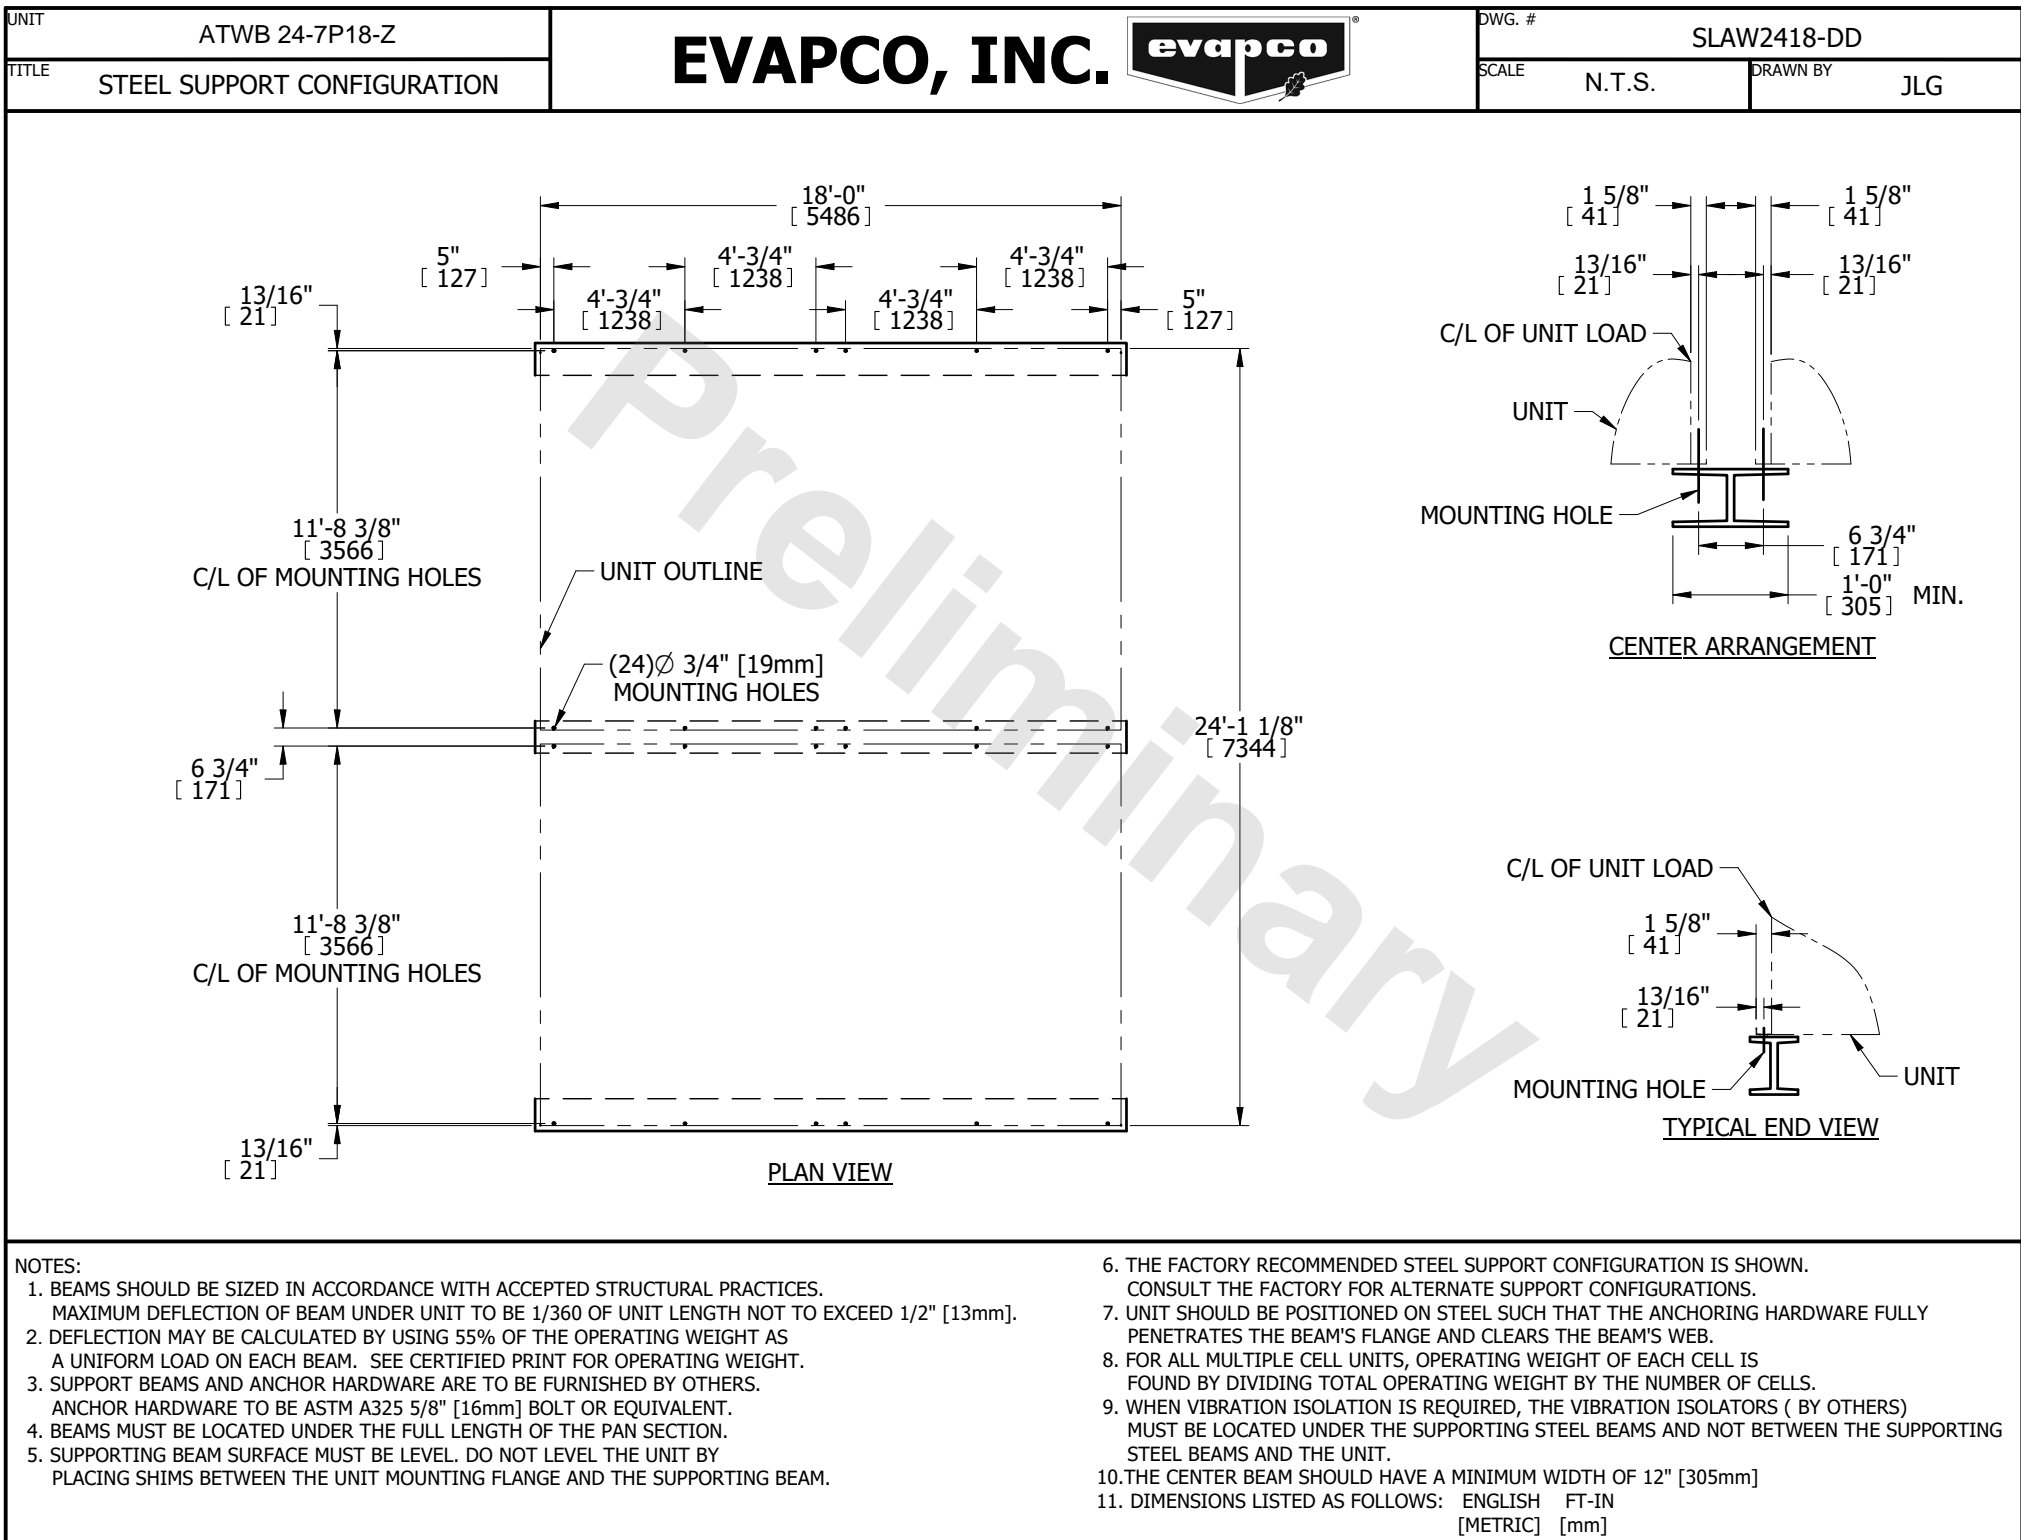 UNIT
ATWB 24-7P18-Z
TITLE
STEEL SUPPORT CONFIGURATION
EVAPCO, INC.
evapco
®
DWG. #
SLAW2418-DD
SCALE
N.T.S.
DRAWN BY
JLG
18'-0"
[ 5486 ]
5"
[ 127 ]
4'-3/4"
[ 1238 ]
4'-3/4"
[ 1238 ]
13/16"
[ 21 ]
4'-3/4"
[ 1238 ]
4'-3/4"
[ 1238 ]
5"
[ 127 ]
11'-8 3/8"
[ 3566 ]
C/L OF MOUNTING HOLES
UNIT OUTLINE
(24)∅ 3/4" [19mm]
MOUNTING HOLES
6 3/4"
[ 171 ]
24'-1 1/8"
[ 7344 ]
11'-8 3/8"
[ 3566 ]
C/L OF MOUNTING HOLES
13/16"
[ 21 ]
PLAN VIEW
Preliminary
1 5/8"
[ 41 ]
1 5/8"
[ 41 ]
13/16"
[ 21 ]
13/16"
[ 21 ]
C/L OF UNIT LOAD
UNIT
MOUNTING HOLE
6 3/4"
[ 171 ]
1'-0"
[ 305 ]
MIN.
CENTER ARRANGEMENT
C/L OF UNIT LOAD
1 5/8"
[ 41 ]
13/16"
[ 21 ]
MOUNTING HOLE
UNIT
TYPICAL END VIEW
NOTES:
1. BEAMS SHOULD BE SIZED IN ACCORDANCE WITH ACCEPTED STRUCTURAL PRACTICES.
MAXIMUM DEFLECTION OF BEAM UNDER UNIT TO BE 1/360 OF UNIT LENGTH NOT TO EXCEED 1/2" [13mm].
2. DEFLECTION MAY BE CALCULATED BY USING 55% OF THE OPERATING WEIGHT AS
A UNIFORM LOAD ON EACH BEAM. SEE CERTIFIED PRINT FOR OPERATING WEIGHT.
3. SUPPORT BEAMS AND ANCHOR HARDWARE ARE TO BE FURNISHED BY OTHERS.
ANCHOR HARDWARE TO BE ASTM A325 5/8" [16mm] BOLT OR EQUIVALENT.
4. BEAMS MUST BE LOCATED UNDER THE FULL LENGTH OF THE PAN SECTION.
5. SUPPORTING BEAM SURFACE MUST BE LEVEL. DO NOT LEVEL THE UNIT BY
PLACING SHIMS BETWEEN THE UNIT MOUNTING FLANGE AND THE SUPPORTING BEAM.
6. THE FACTORY RECOMMENDED STEEL SUPPORT CONFIGURATION IS SHOWN.
CONSULT THE FACTORY FOR ALTERNATE SUPPORT CONFIGURATIONS.
7. UNIT SHOULD BE POSITIONED ON STEEL SUCH THAT THE ANCHORING HARDWARE FULLY
PENETRATES THE BEAM'S FLANGE AND CLEARS THE BEAM'S WEB.
8. FOR ALL MULTIPLE CELL UNITS, OPERATING WEIGHT OF EACH CELL IS
FOUND BY DIVIDING TOTAL OPERATING WEIGHT BY THE NUMBER OF CELLS.
9. WHEN VIBRATION ISOLATION IS REQUIRED, THE VIBRATION ISOLATORS ( BY OTHERS)
MUST BE LOCATED UNDER THE SUPPORTING STEEL BEAMS AND NOT BETWEEN THE SUPPORTING
STEEL BEAMS AND THE UNIT.
10.THE CENTER BEAM SHOULD HAVE A MINIMUM WIDTH OF 12" [305mm]
11. DIMENSIONS LISTED AS FOLLOWS: ENGLISH FT-IN
[METRIC] [mm]